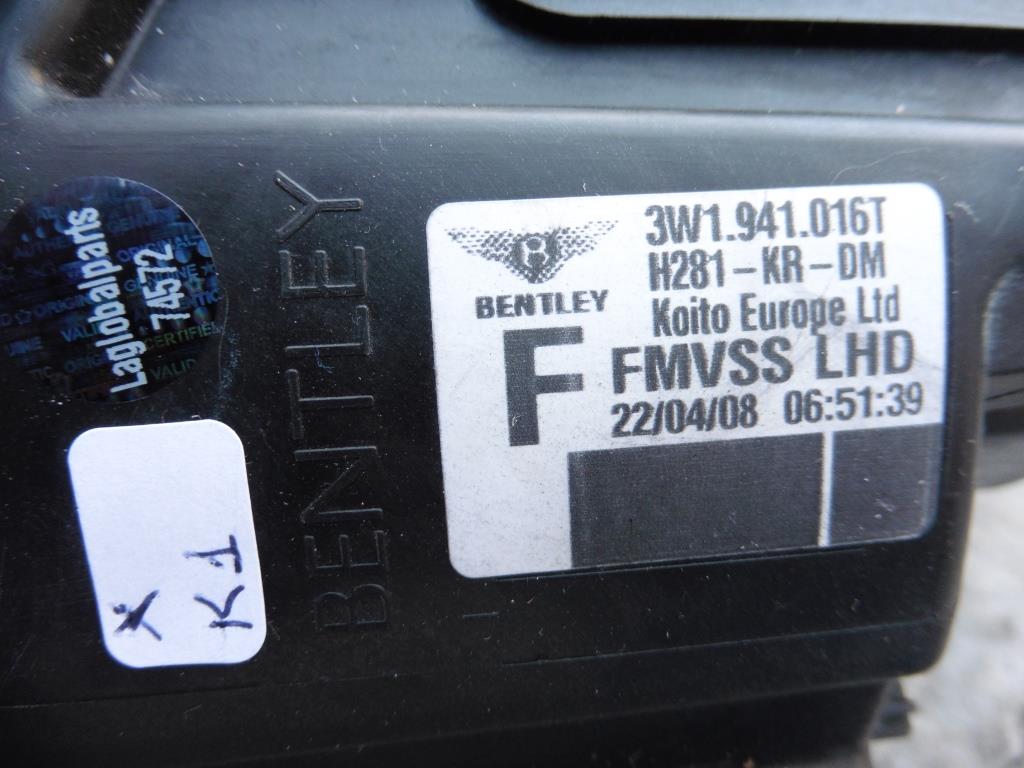 Laglobalparts
74572
BENTLEY
BENTLEY
3W1.941.016T
H281-KR-DM
Koito Europe Ltd
F
FMVSS LHD
22/04/08 06:51:39
X
K1